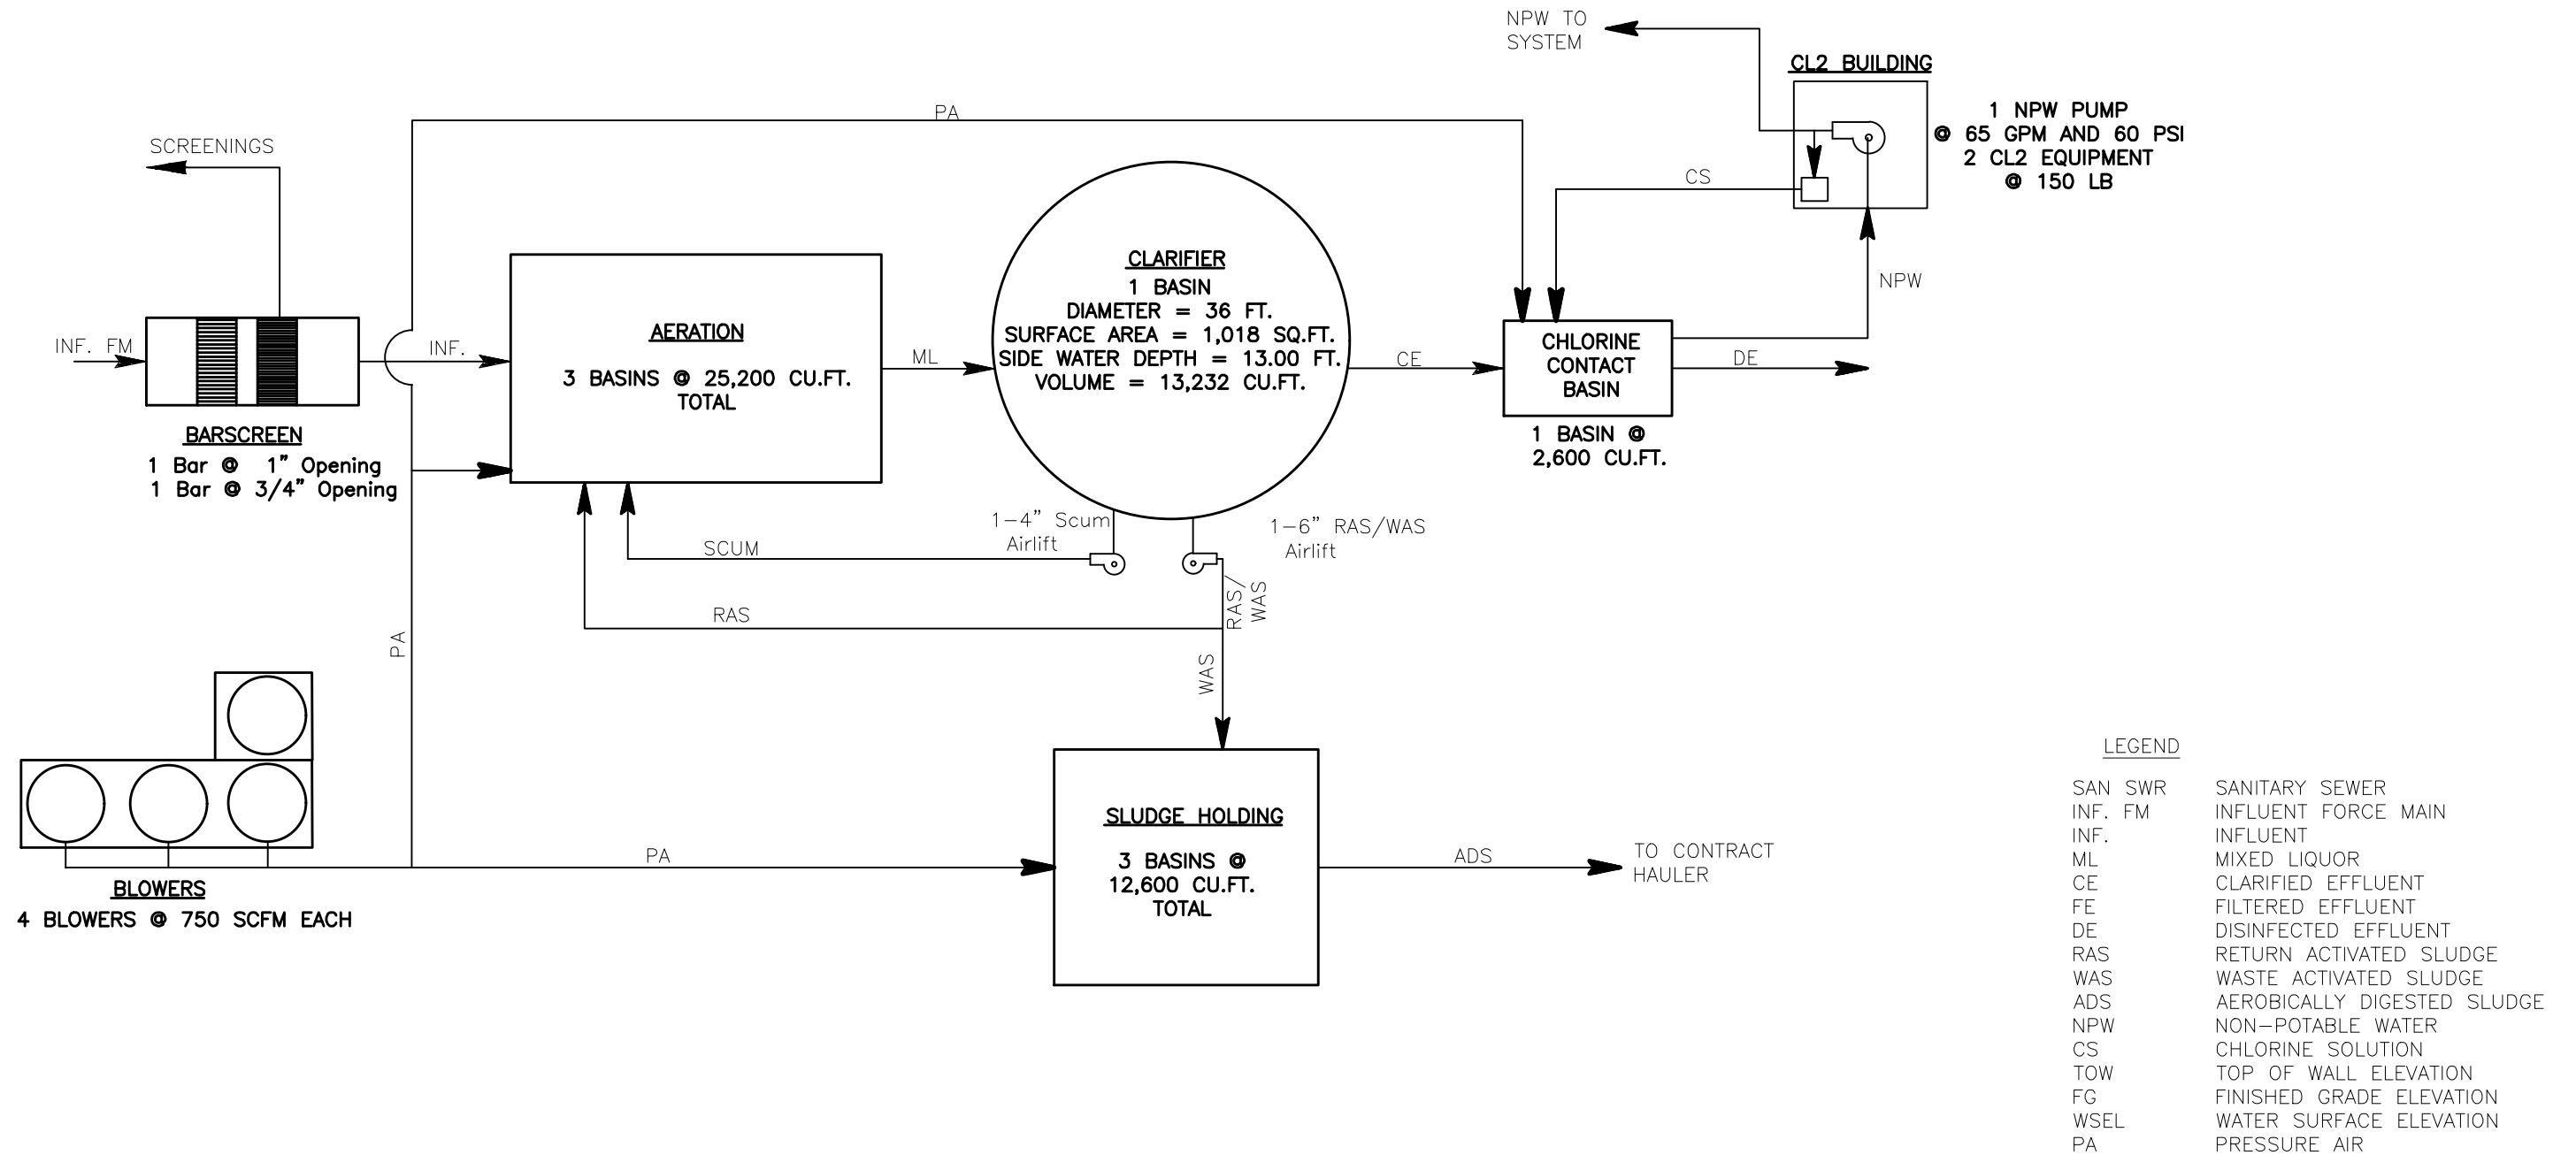 NPW TO
SYSTEM
CL2 BUILDING
1 NPW PUMP
@ 65 GPM AND 60 PSI
2 CL2 EQUIPMENT
@ 150 LB
PA
SCREENINGS
CS
NPW
INF. FM
INF.
BARSCREEN
1 Bar @ 1" Opening
1 Bar @ 3/4" Opening
AERATION
3 BASINS @ 25,200 CU.FT.
TOTAL
ML
CLARIFIER
1 BASIN
DIAMETER = 36 FT.
SURFACE AREA = 1,018 SQ.FT.
SIDE WATER DEPTH = 13.00 FT.
VOLUME = 13,232 CU.FT.
CE
CHLORINE
CONTACT
BASIN
1 BASIN @
2,600 CU.FT.
DE
1-4" Scum
Airlift
1-6" RAS/WAS
Airlift
SCUM
RAS/
WAS
RAS
PA
WAS
BLOWERS
4 BLOWERS @ 750 SCFM EACH
PA
SLUDGE HOLDING
3 BASINS @
12,600 CU.FT.
TOTAL
ADS
TO CONTRACT
HAULER
LEGEND
SAN SWR SANITARY SEWER
INF. FM INFLUENT FORCE MAIN
INF. INFLUENT
ML MIXED LIQUOR
CE CLARIFIED EFFLUENT
FE FILTERED EFFLUENT
DE DISINFECTED EFFLUENT
RAS RETURN ACTIVATED SLUDGE
WAS WASTE ACTIVATED SLUDGE
ADS AEROBICALLY DIGESTED SLUDGE
NPW NON-POTABLE WATER
CS CHLORINE SOLUTION
TOW TOP OF WALL ELEVATION
FG FINISHED GRADE ELEVATION
WSEL WATER SURFACE ELEVATION
PA PRESSURE AIR